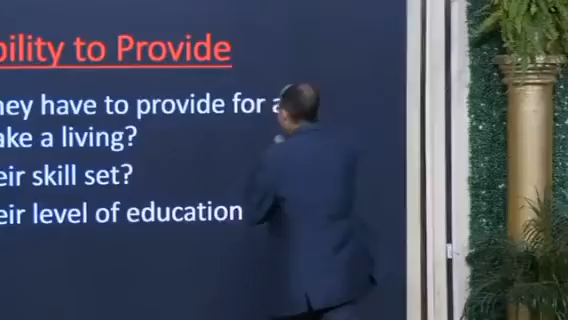 bility to Provide
hey have to provide for a
ake a living?
eir skill set?
eir level of education